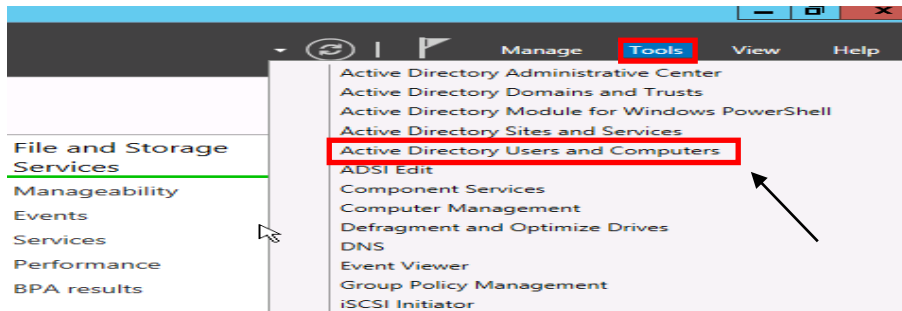 Manage Tools View Help
Active Directory Administrative Center
Active Directory Domains and Trusts
Active Directory Module for Windows PowerShell
Active Directory Sites and Services
Active Directory Users and Computers
ADSI Edit
Component Services
Computer Management
Defragment and Optimize Drives
DNS
Event Viewer
Group Policy Management
iSCSI Initiator
File and Storage
Services
Manageability
Events
Services
Performance
BPA results